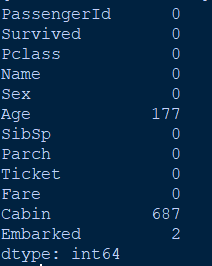 PassengerId 0
Survived 0
Pclass 0
Name 0
Sex 0
Age 177
SibSp 0
Parch 0
Ticket 0
Fare 0
Cabin 687
Embarked 2
dtype: int64